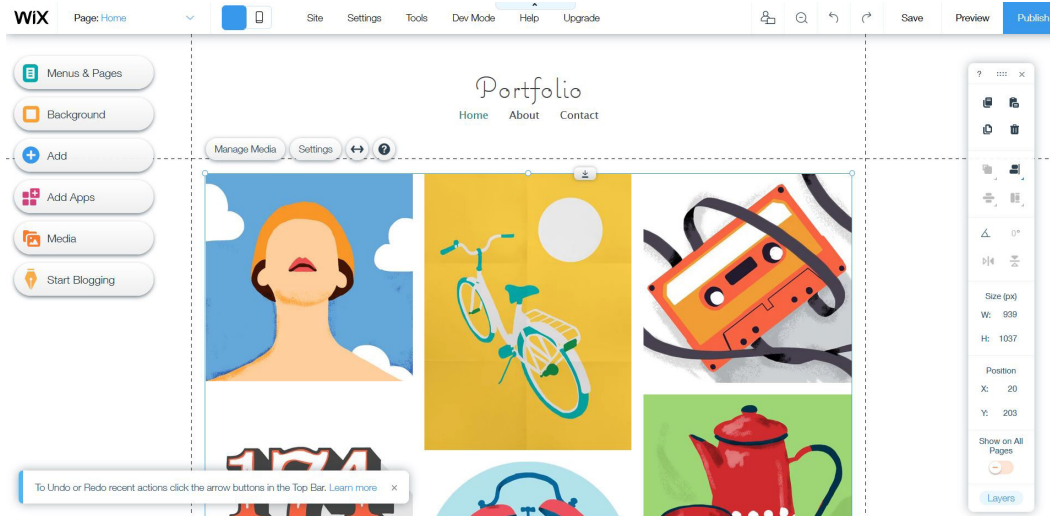 WiX Page: Home Site Settings Tools Dev Mode Help Upgrade Save Preview Publish
Menus & Pages
Background
Add
Add Apps
Media
Start Blogging
Portfolio
Home About Contact
Manage Media Settings ?
174
To Undo or Redo recent actions click the arrow buttons in the Top Bar. Learn more ×
? ×
0°
Size (px)
W: 939
H: 1037
Position
X: 20
Y: 203
Show on All
Pages
Layers